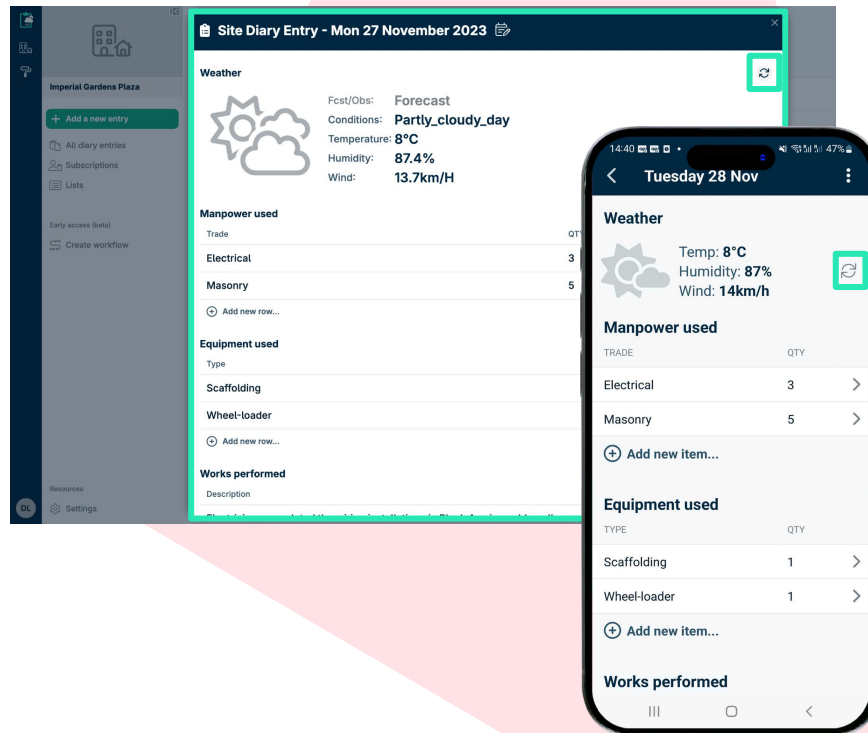 Imperial Gardens Plaza
Add a new entry
All diary entries
Subscriptions
Lists
Early access (beta)
Create workflow
Resources
DL
Settings
Site Diary Entry - Mon 27 November 2023
Weather
Fcst/Obs: Forecast
Conditions: Partly_cloudy_day
Temperature: 8°C
Humidity: 87.4%
Wind: 13.7km/H
Manpower used
Trade QTY
Electrical 3
Masonry 5
Add new row...
Equipment used
Type
Scaffolding
Wheel-loader
Add new row...
Works performed
Description
14:40 47%
Tuesday 28 Nov
Weather
Temp: 8°C
Humidity: 87%
Wind: 14km/h
Manpower used
TRADE QTY
Electrical 3
Masonry 5
Add new item...
Equipment used
TYPE QTY
Scaffolding 1
Wheel-loader 1
Add new item...
Works performed